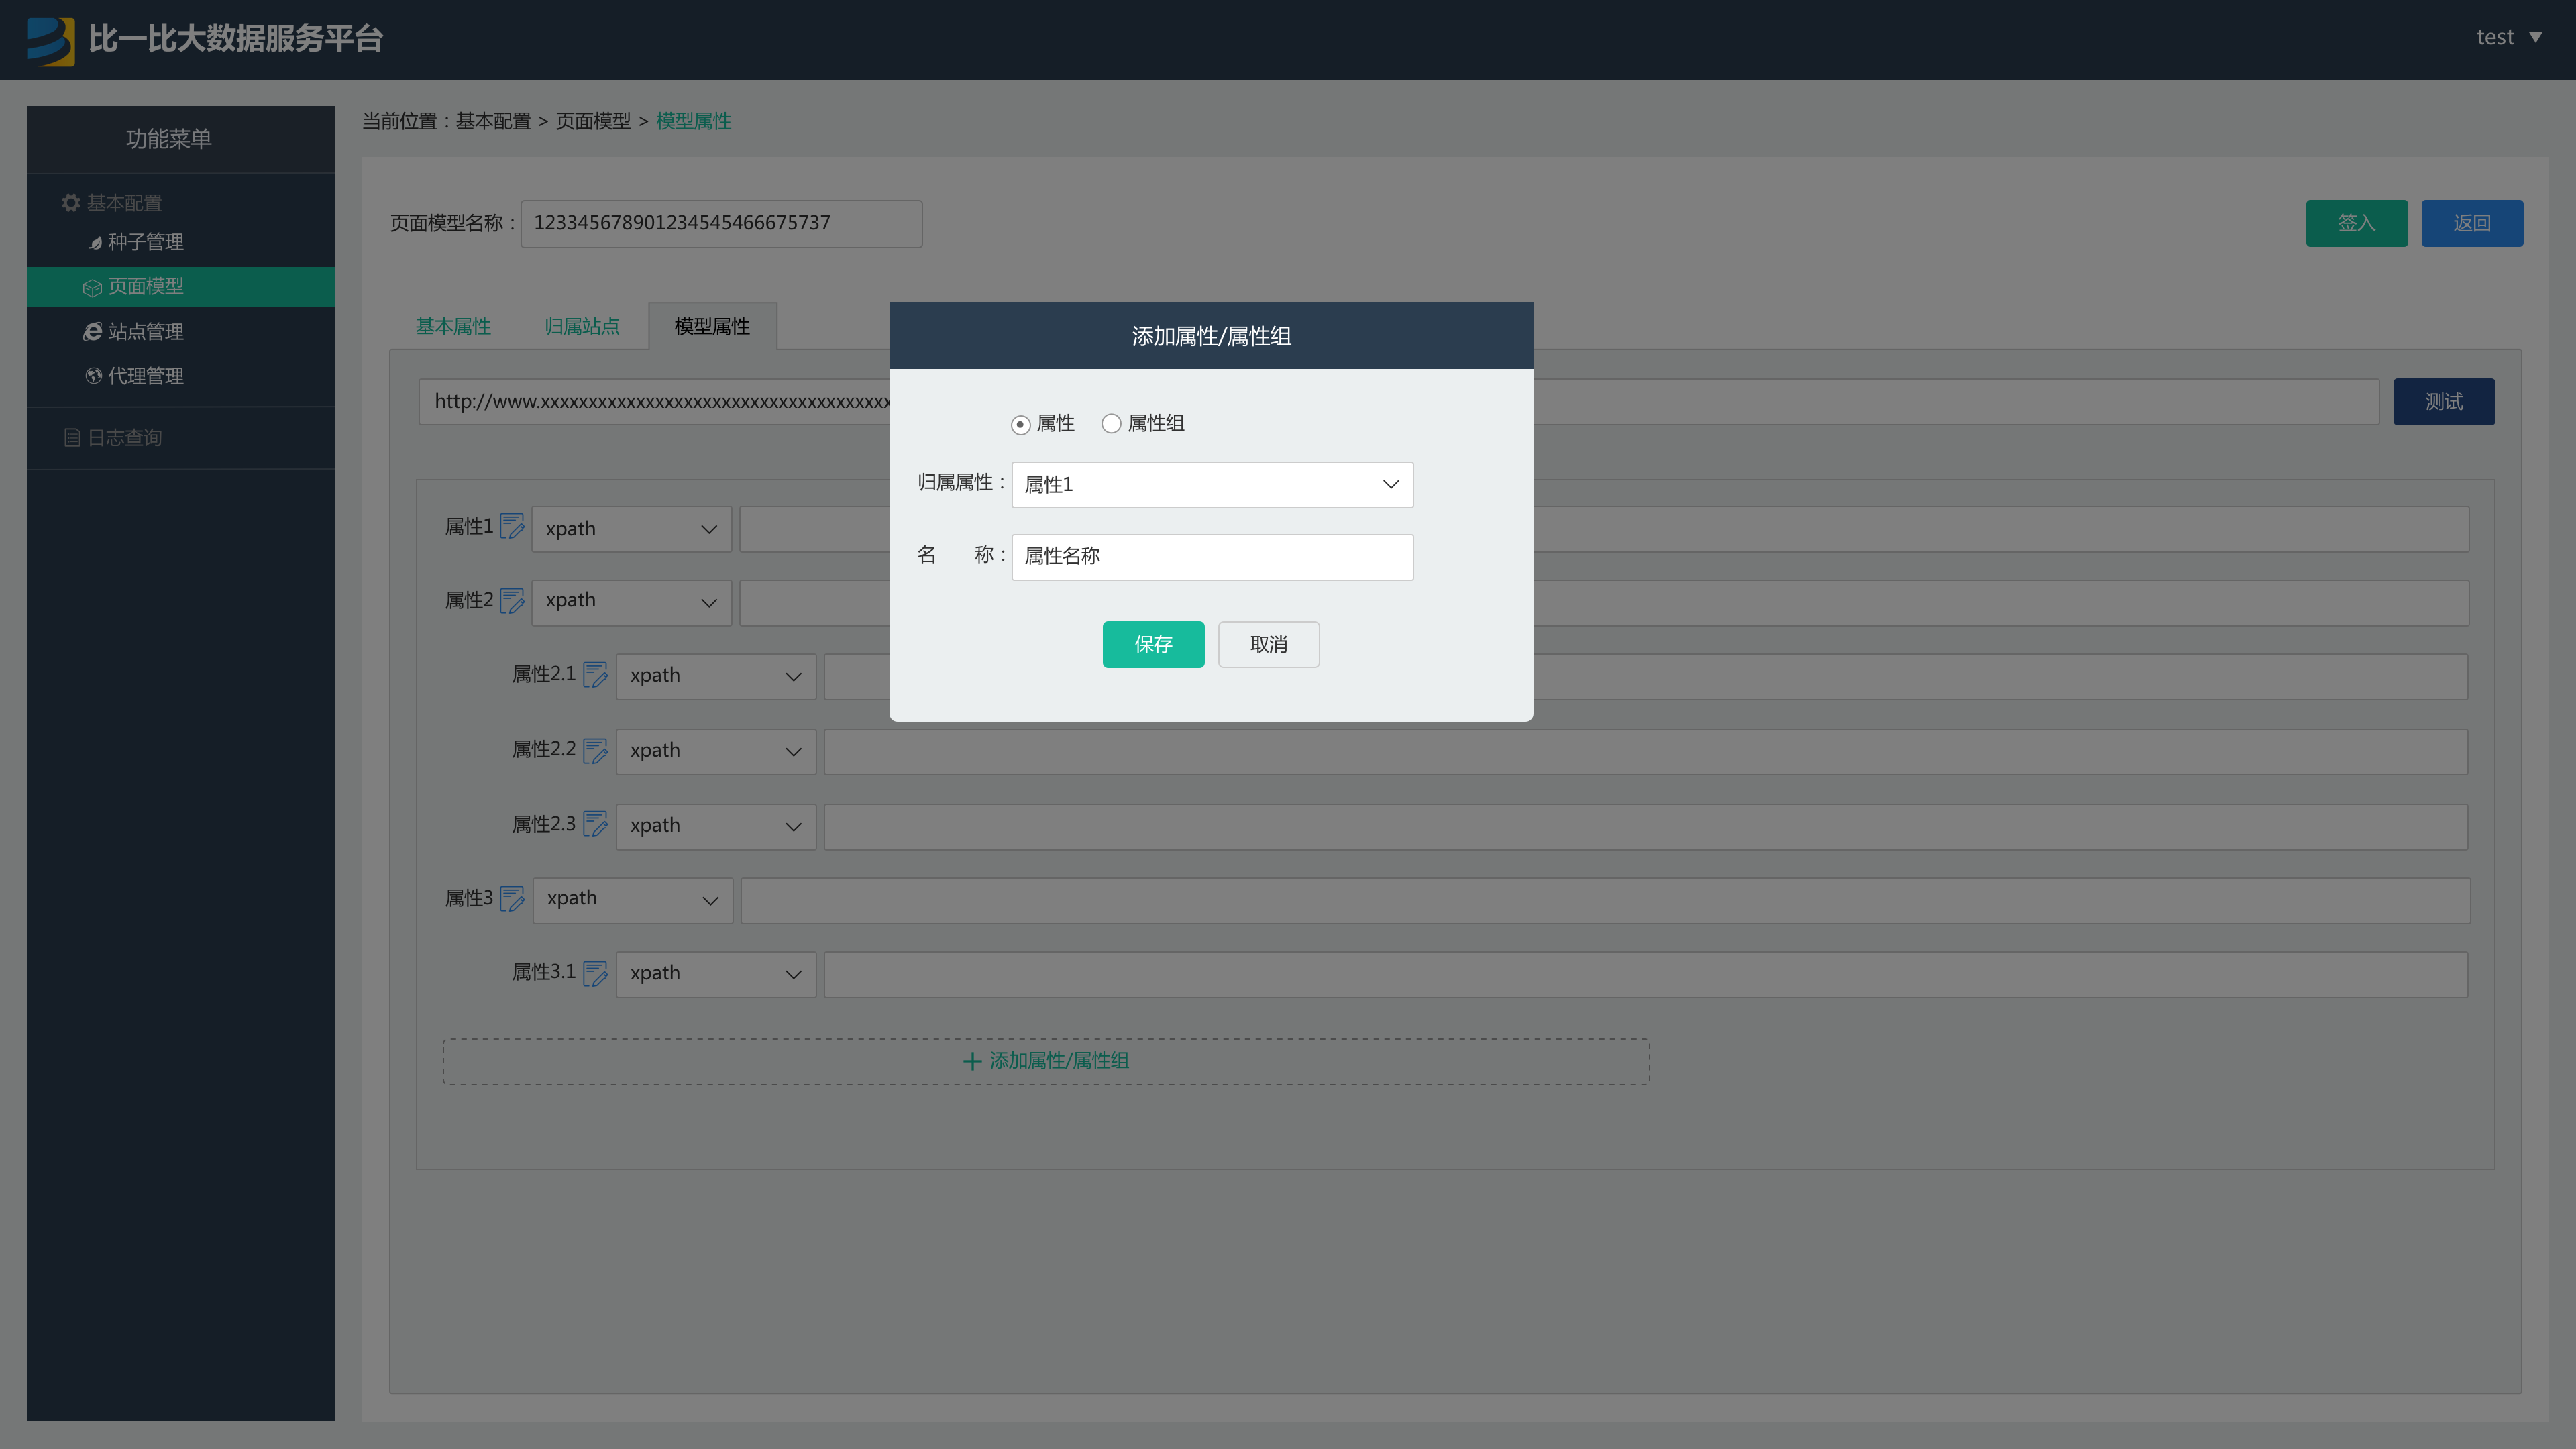 比一比大数据服务平台
test
功能菜单
基本配置
种子管理
页面模型
站点管理
代理管理
日志查询
当前位置：基本配置 > 页面模型 > 模型属性
页面模型名称：
123345678901234545466675737
签入
返回
基本属性
归属站点
模型属性
http://www.xxxxxxxxxxxxxxxxxxxxxxxxxxxxxxxxxxxxx
测试
属性1
xpath
属性2
xpath
属性2.1
xpath
属性2.2
xpath
属性2.3
xpath
属性3
xpath
属性3.1
xpath
添加属性/属性组
添加属性/属性组
属性
属性组
归属属性：
属性1
名 称：
属性名称
保存
取消